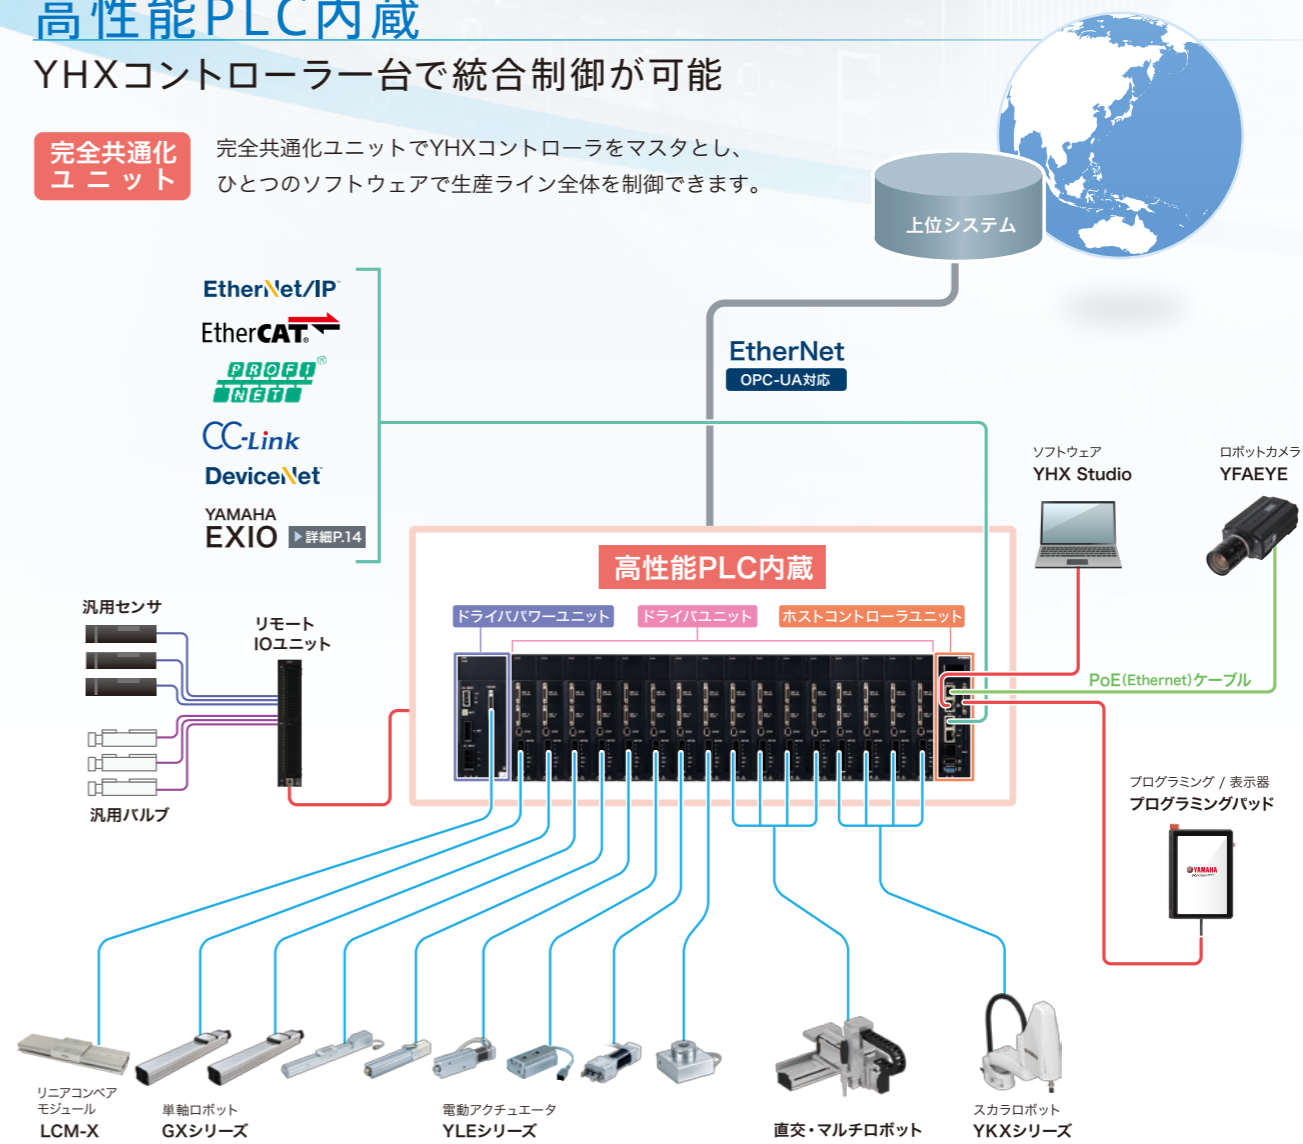 高性能PLC内蔵
YHXコントローラ一台で統合制御が可能
完全共通化
ユニット
完全共通化ユニットでYHXコントローラをマスタとし、
ひとつのソフトウェアで生産ライン全体を制御できます。
上位システム
EtherNet/IP™
EtherCAT®
PROFI®
NET
CC-Link
DeviceNet™
YAMAHA
EXIO ▶詳細P.14
EtherNet
OPC-UA対応
ソフトウェア
YHX Studio
ロボットカメラ
YFAEYE
高性能PLC内蔵
ドライバパワーユニット
ドライバユニット
ホストコントローラユニット
汎用センサ
リモート
IOユニット
汎用バルブ
PoE(Ethernet)ケーブル
プログラミング / 表示器
プログラミングパッド
YAMAHA
リニアコンベア
モジュール
LCM-X
単軸ロボット
GXシリーズ
電動アクチュエータ
YLEシリーズ
直交・マルチロボット
スカラロボット
YKXシリーズ